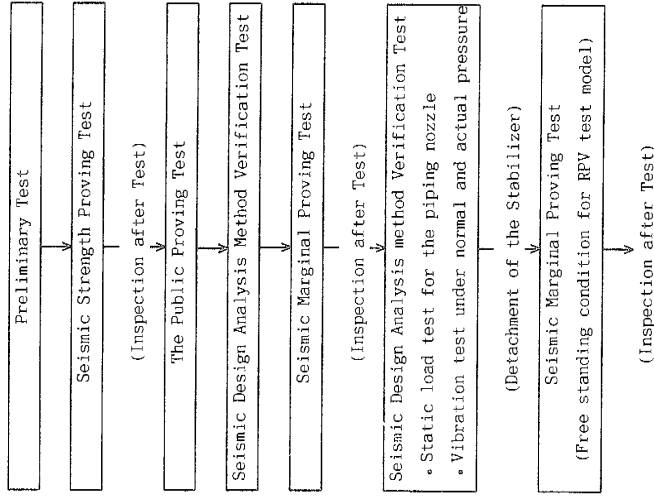 Preliminary Test
Seismic Strength Proving Test
(Inspection after Test)
The Public Proving Test
Seismic Design Analysis Method Verification Test
Seismic Marginal Proving Test
(Inspection after Test)
Seismic Design Analysis method Verification Test
• Static load test for the piping nozzle
• Vibration test under normal and actual pressure
(Detachment of the Stabilizer)
Seismic Marginal Proving Test
(Free standing condition for RPV test model)
(Inspection after Test)